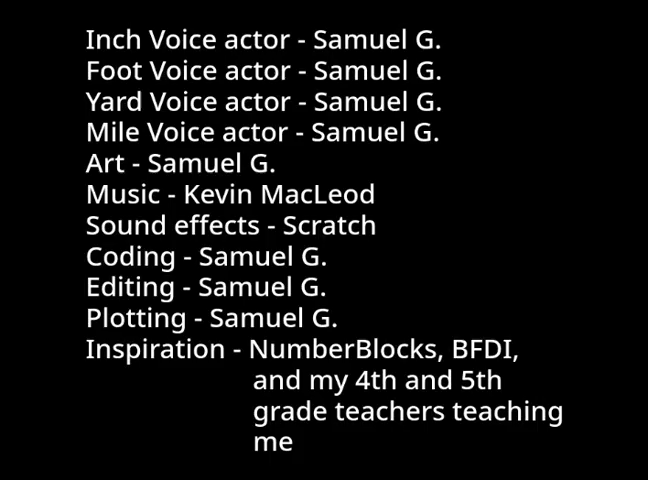 Inch Voice actor - Samuel G.
Foot Voice actor - Samuel G.
Yard Voice actor - Samuel G.
Mile Voice actor - Samuel G.
Art - Samuel G.
Music - Kevin MacLeod
Sound effects - Scratch
Coding - Samuel G.
Editing - Samuel G.
Plotting - Samuel G.
Inspiration - NumberBlocks, BFDI,
and my 4th and 5th
grade teachers teaching
me